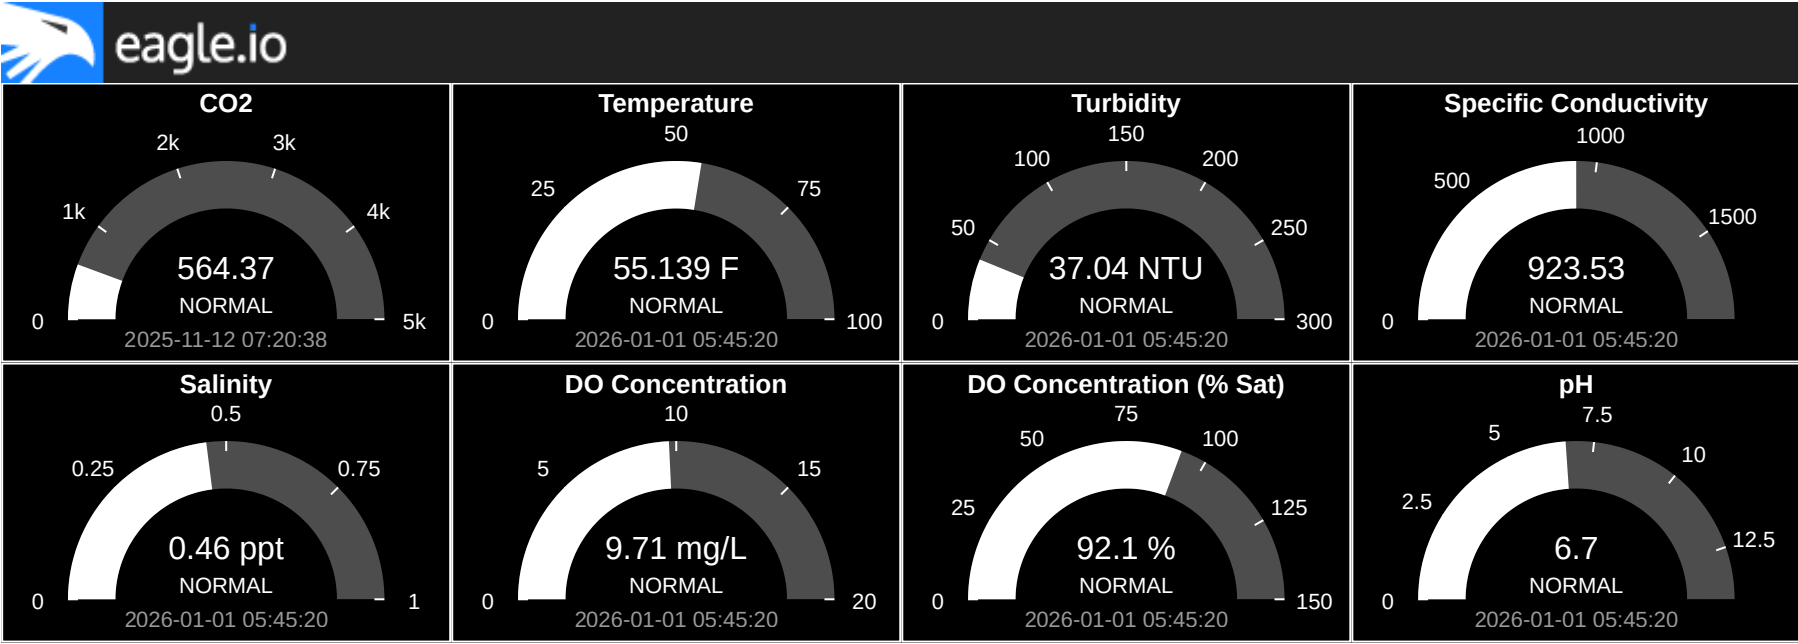 eagle.io
CO2
2k
3k
1k
4k
564.37
NORMAL
0
5k
2025-11-12 07:20:38
Temperature
50
25
75
55.139 F
NORMAL
0
100
2026-01-01 05:45:20
Turbidity
150
100
200
50
250
37.04 NTU
NORMAL
0
300
2026-01-01 05:45:20
Specific Conductivity
1000
500
1500
923.53
NORMAL
0
2026-01-01 05:45:20
Salinity
0.5
0.25
0.75
0.46 ppt
NORMAL
0
1
2026-01-01 05:45:20
DO Concentration
10
5
15
9.71 mg/L
NORMAL
0
20
2026-01-01 05:45:20
DO Concentration (% Sat)
75
50
100
25
125
92.1 %
NORMAL
0
150
2026-01-01 05:45:20
pH
7.5
5
10
2.5
12.5
6.7
NORMAL
0
2026-01-01 05:45:20